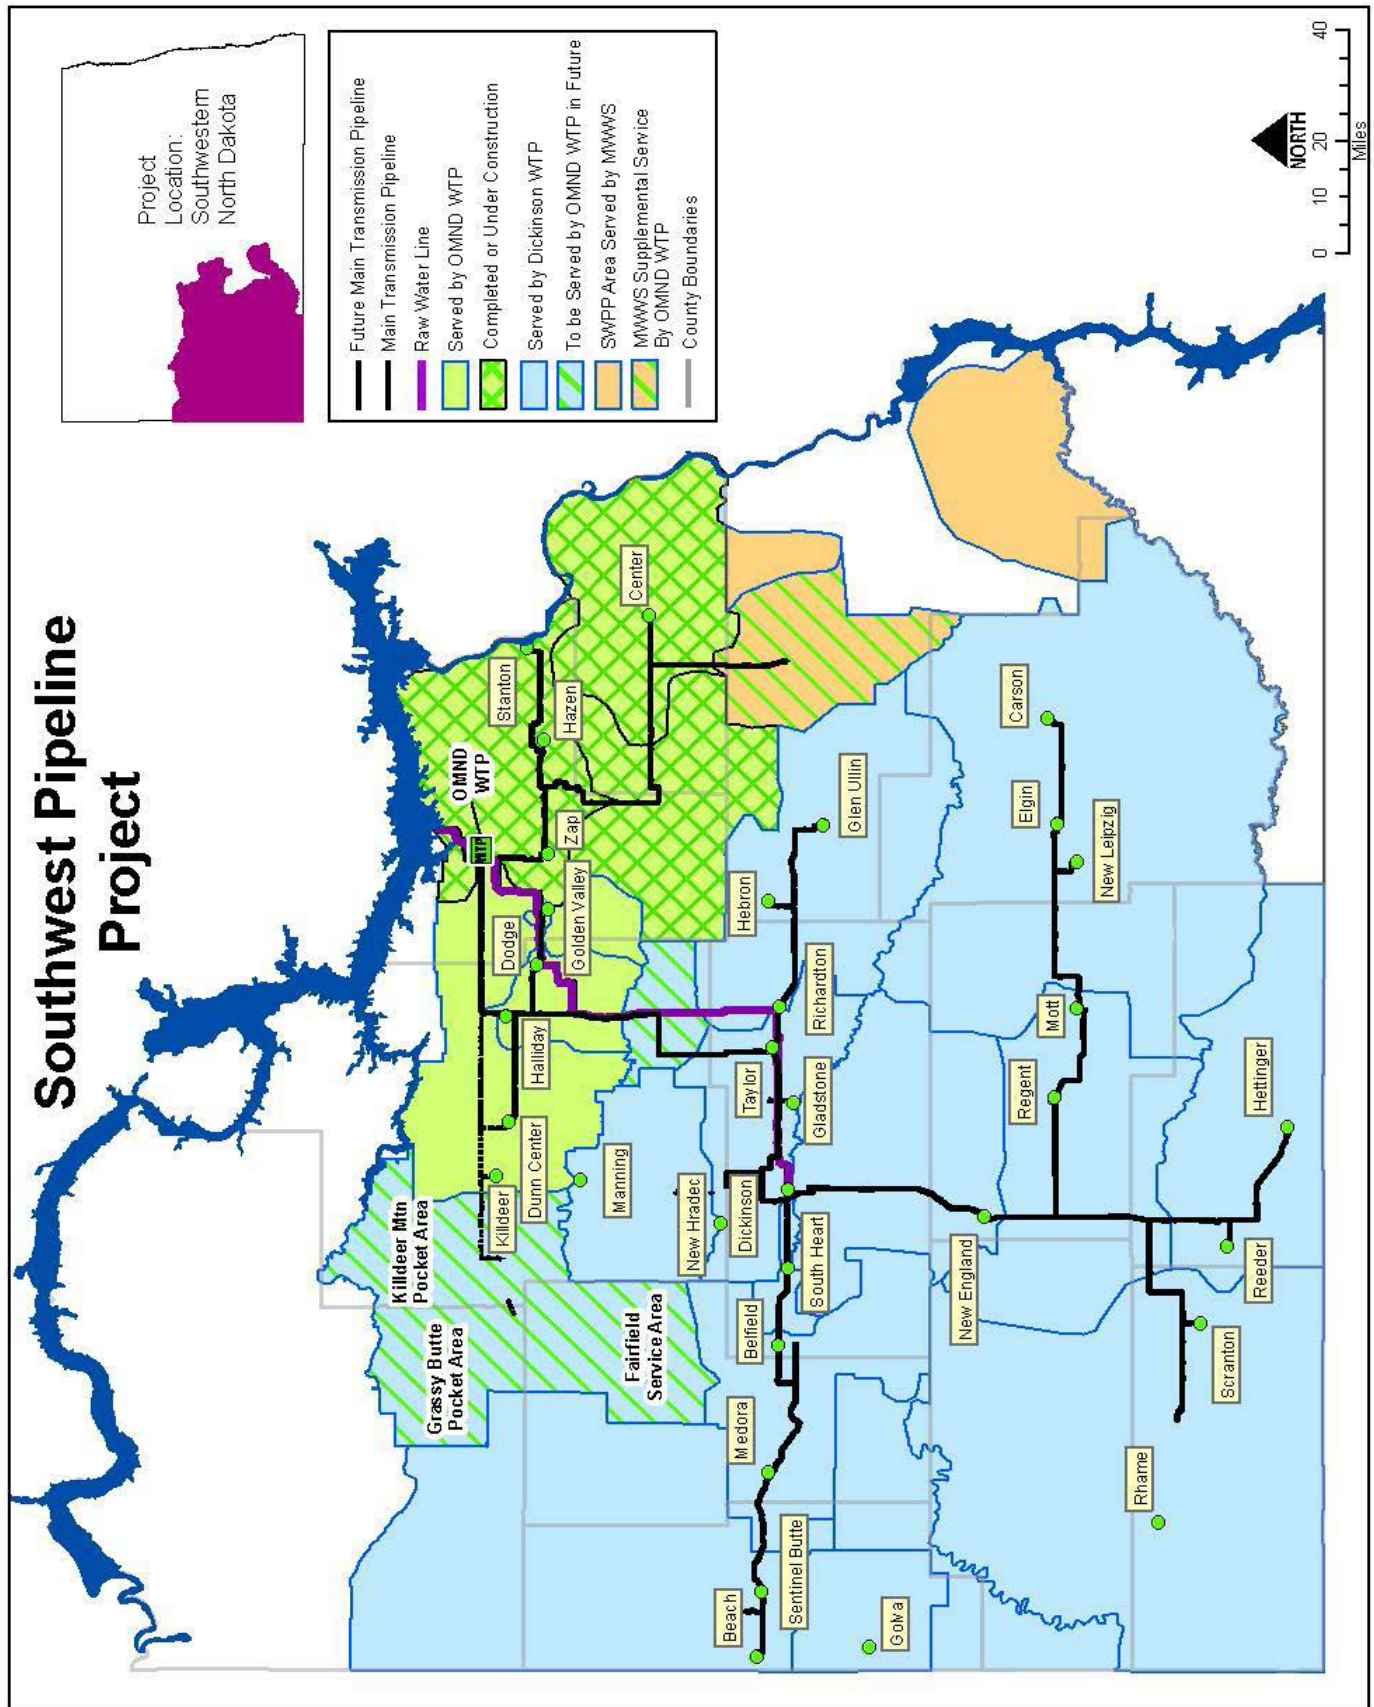 Southwest Pipeline
Project
Project
Location:
Southwestern
North Dakota
Future Main Transmission Pipeline
Main Transmission Pipeline
Raw Water Line
Served by OMND WTP
Completed or Under Construction
Served by Dickinson WTP
To be Served by OMND WTP in Future
SWPP Area Served by MWWS
MWWS Supplemental Service
By OMND WTP
County Boundaries
NORTH
0
10
20
40
Miles
OMND
WTP
WTP
Stanton
Hazen
Center
Zap
Golden Valley
Dodge
Halliday
Dunn Center
Killdeer
Killdeer Mtn
Pocket Area
Grassy Butte
Pocket Area
Fairfield
Service Area
Manning
New Hradec
Dickinson
Taylor
Gladstone
Richardton
Hebron
Glen Ullin
South Heart
Belfield
Medora
Sentinel Butte
Beach
Golva
New England
Regent
Mott
Elgin
New Leipzig
Carson
Hettinger
Reeder
Scranton
Rhame